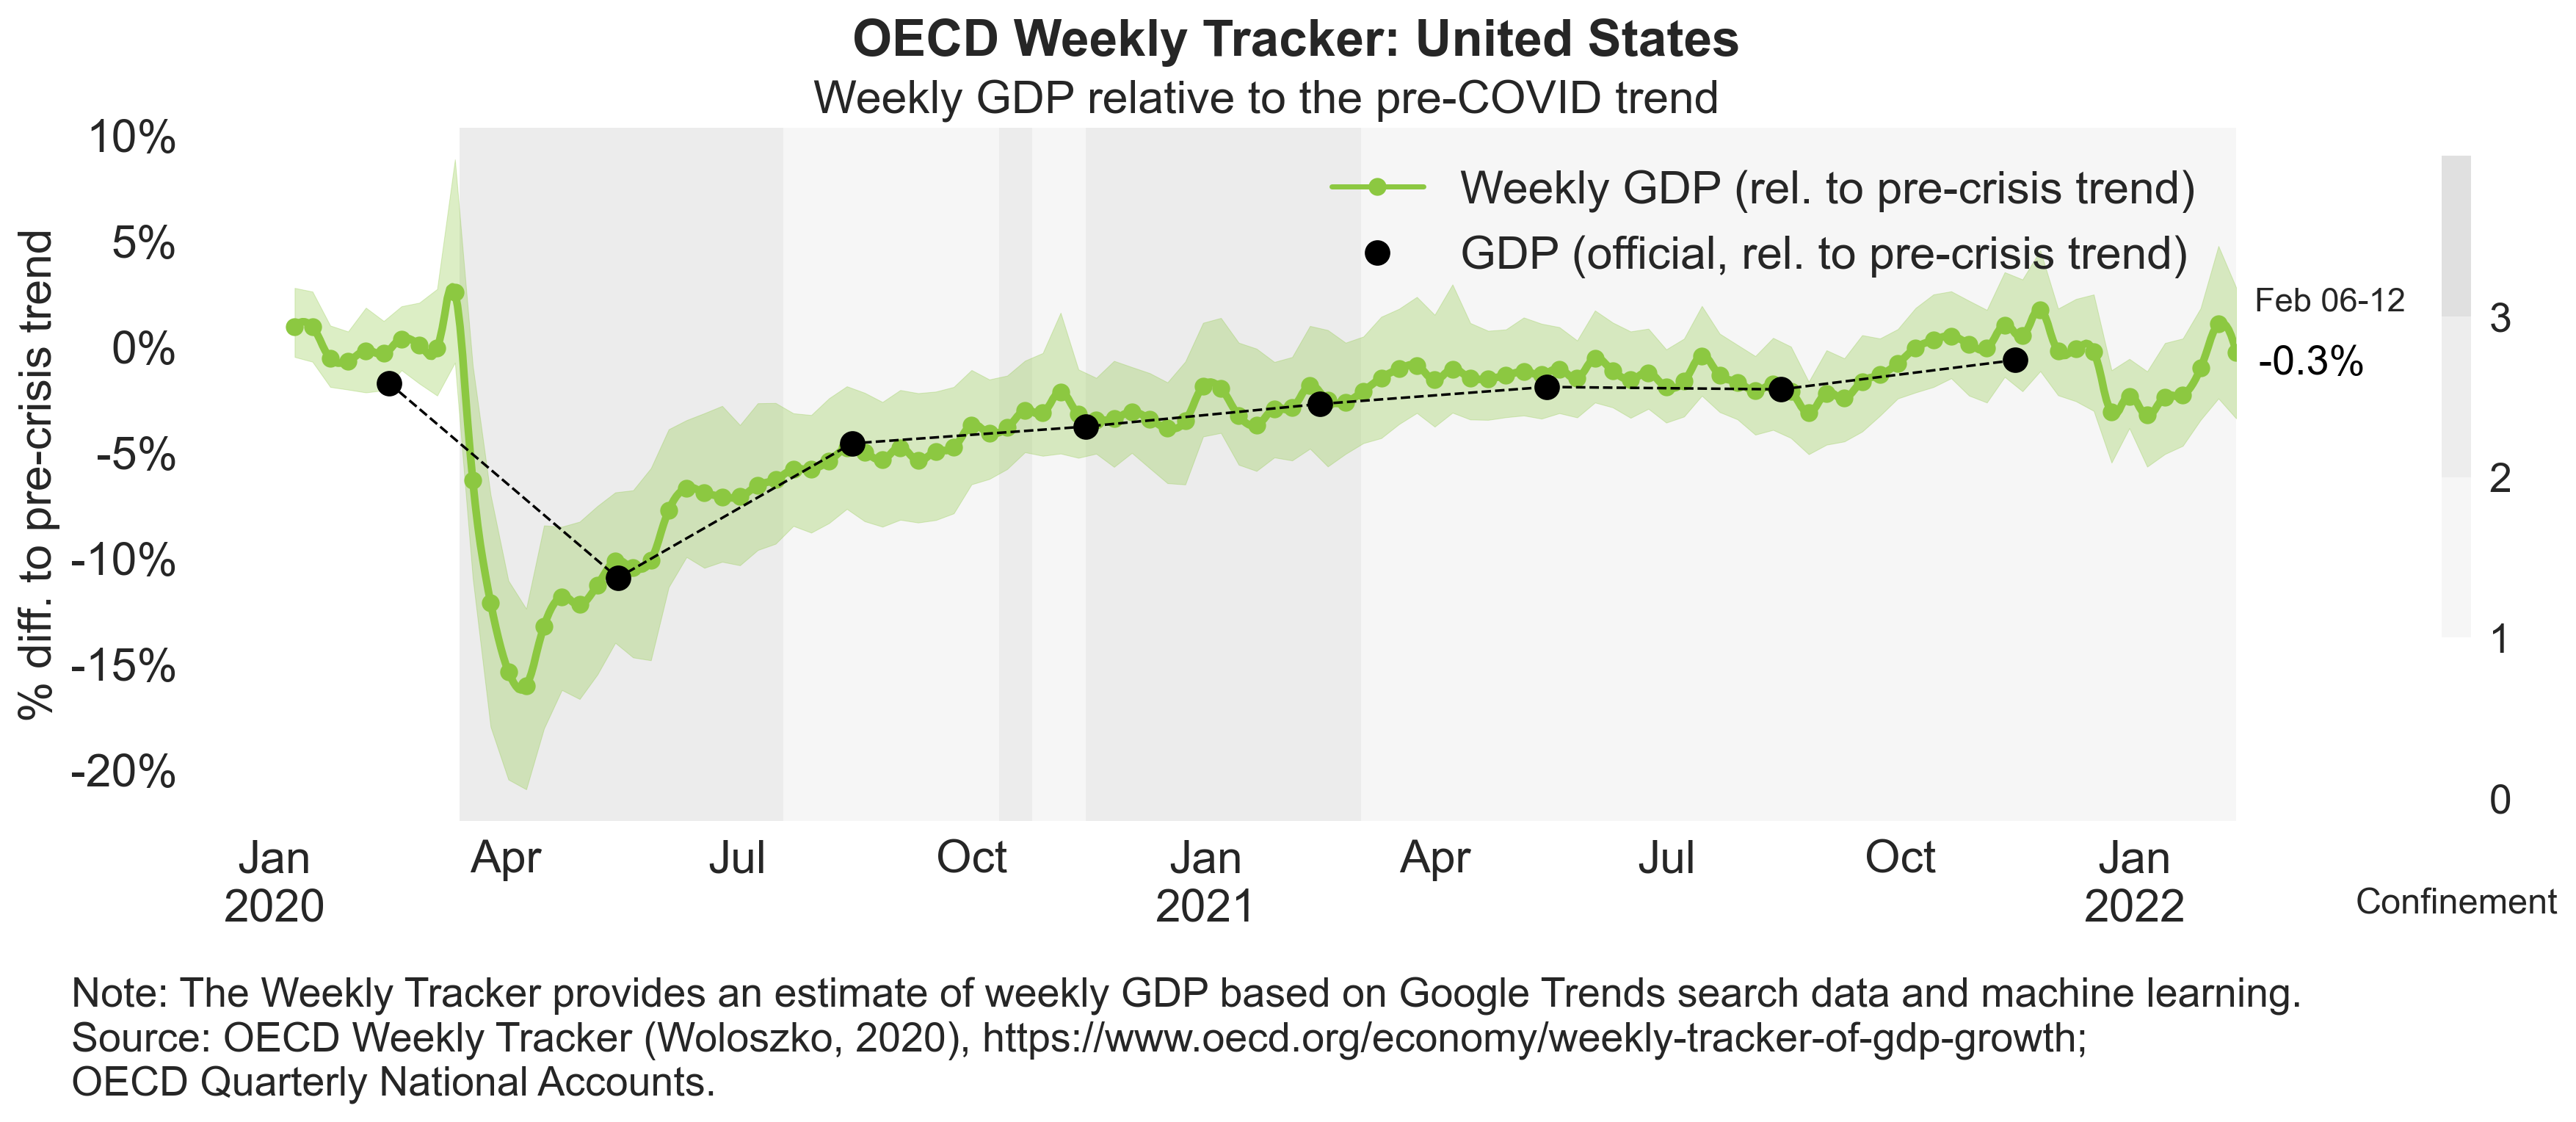 OECD Weekly Tracker: United States
Weekly GDP relative to the pre-COVID trend
% diff. to pre-crisis trend
10%
5%
0%
-5%
-10%
-15%
-20%
Weekly GDP (rel. to pre-crisis trend)
GDP (official, rel. to pre-crisis trend)
Feb 06-12
-0.3%
3
2
1
0
Confinement
Jan Apr Jul Oct Jan Apr Jul Oct Jan
2020 2021 2022
Note: The Weekly Tracker provides an estimate of weekly GDP based on Google Trends search data and machine learning.
Source: OECD Weekly Tracker (Woloszko, 2020), https://www.oecd.org/economy/weekly-tracker-of-gdp-growth;
OECD Quarterly National Accounts.